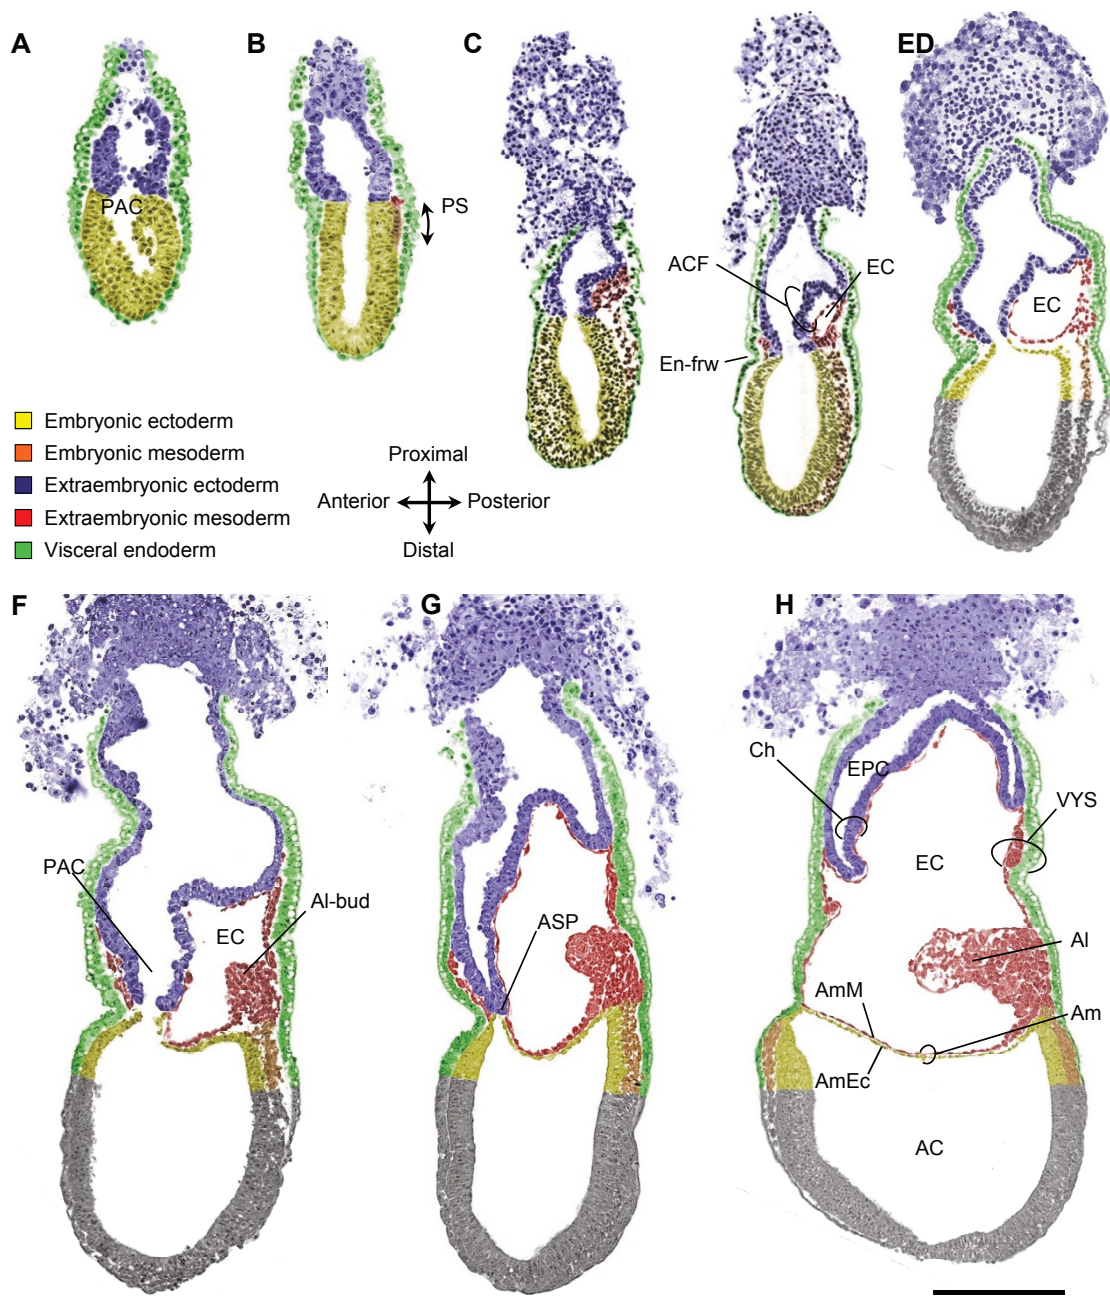 A
B
C
ED
PAC
PS
ACF
EC
EC
En-frw
Embryonic ectoderm
Embryonic mesoderm
Extraembryonic ectoderm
Extraembryonic mesoderm
Visceral endoderm
Proximal
Anterior
Posterior
Distal
F
G
H
PAC
EC
Al-bud
ASP
Ch
EPC
VYS
EC
Al
AmM
Am
AmEc
AC